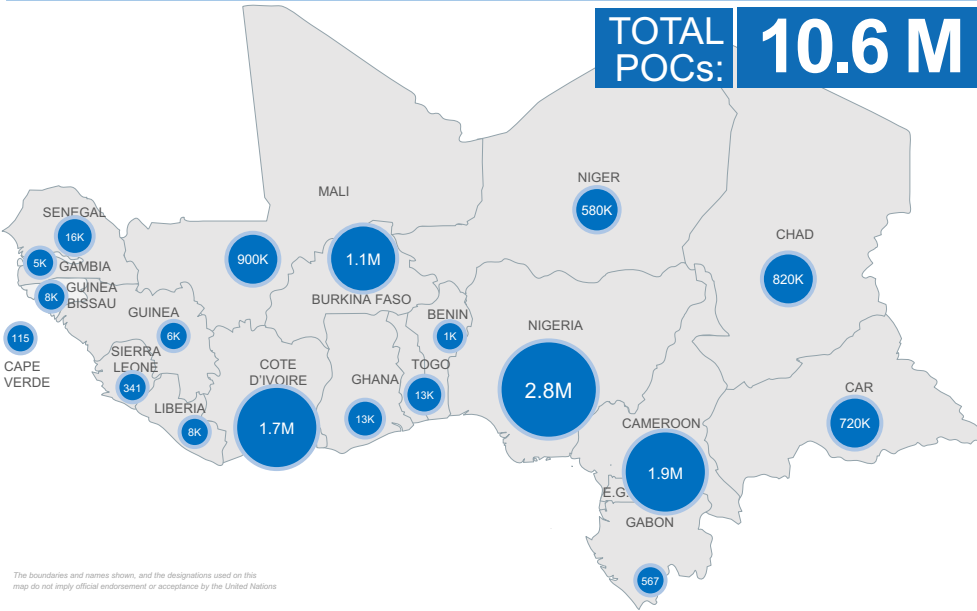 TOTAL
POCs:
10.6 M
NIGER
580K
MALI
900K
1.1M
BURKINA FASO
CHAD
820K
SENEGAL
16K
5K
GAMBIA
8K
GUINEA
BISSAU
GUINEA
6K
115
CAPE
VERDE
SIERRA
LEONE
341
LIBERIA
8K
COTE
D'IVOIRE
1.7M
GHANA
13K
TOGO
13K
BENIN
1K
NIGERIA
2.8M
CAMEROON
1.9M
CAR
720K
E.G.
GABON
567
The boundaries and names shown, and the designations used on this
map do not imply official endorsement or acceptance by the United Nations